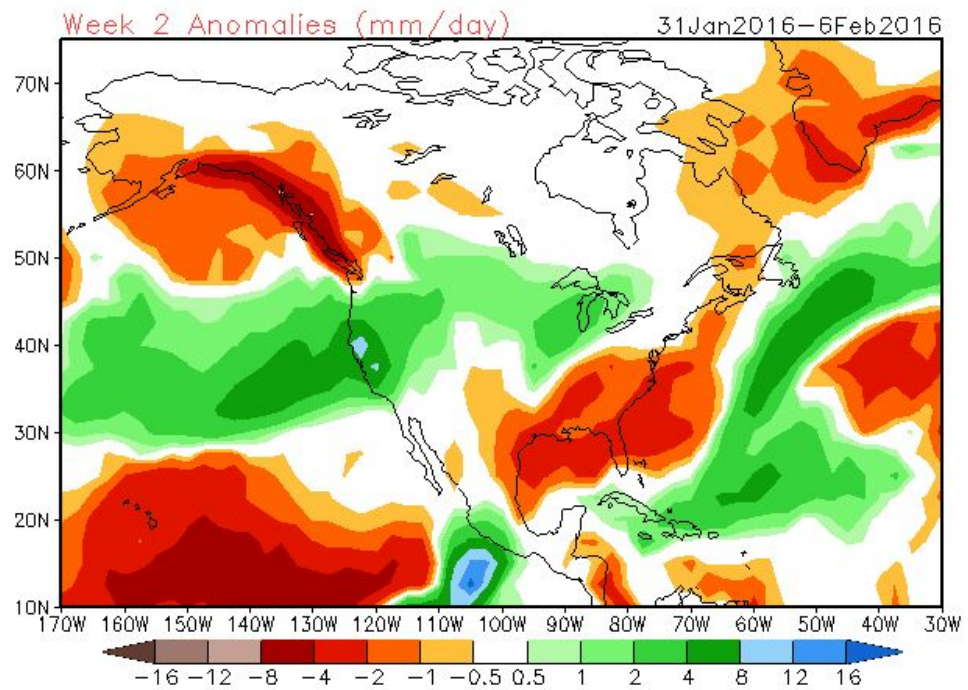 Week 2 Anomalies (mm/day) 31Jan2016-6Feb2016
70N
60N
50N
40N
30N
20N
10N
170W 160W 150W 140W 130W 120W 110W 100W 90W 80W 70W 60W 50W 40W 30W
-16 -12 -8 -4 -2 -1 -0.5 0.5 1 2 4 8 12 16